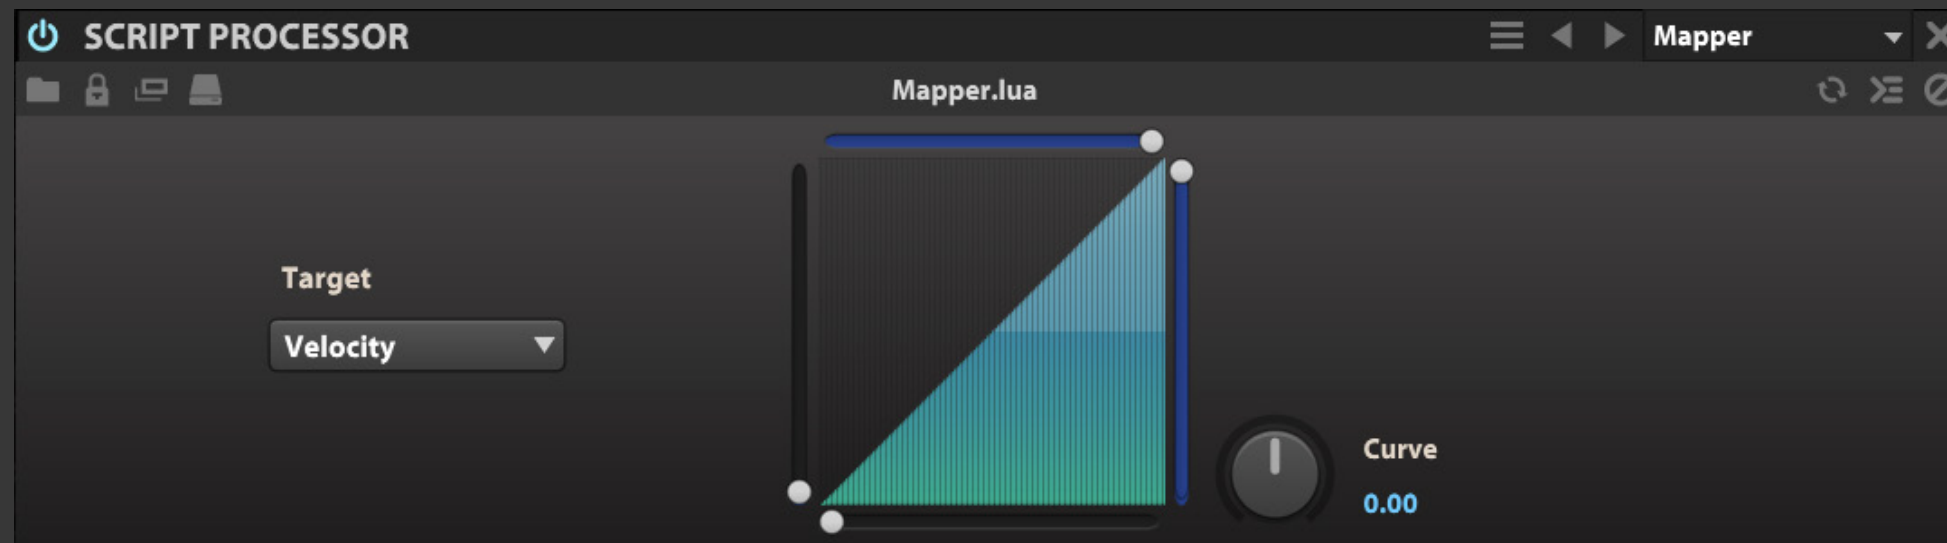 SCRIPT PROCESSOR
Mapper
Mapper.lua
Target
Velocity
Curve
0.00